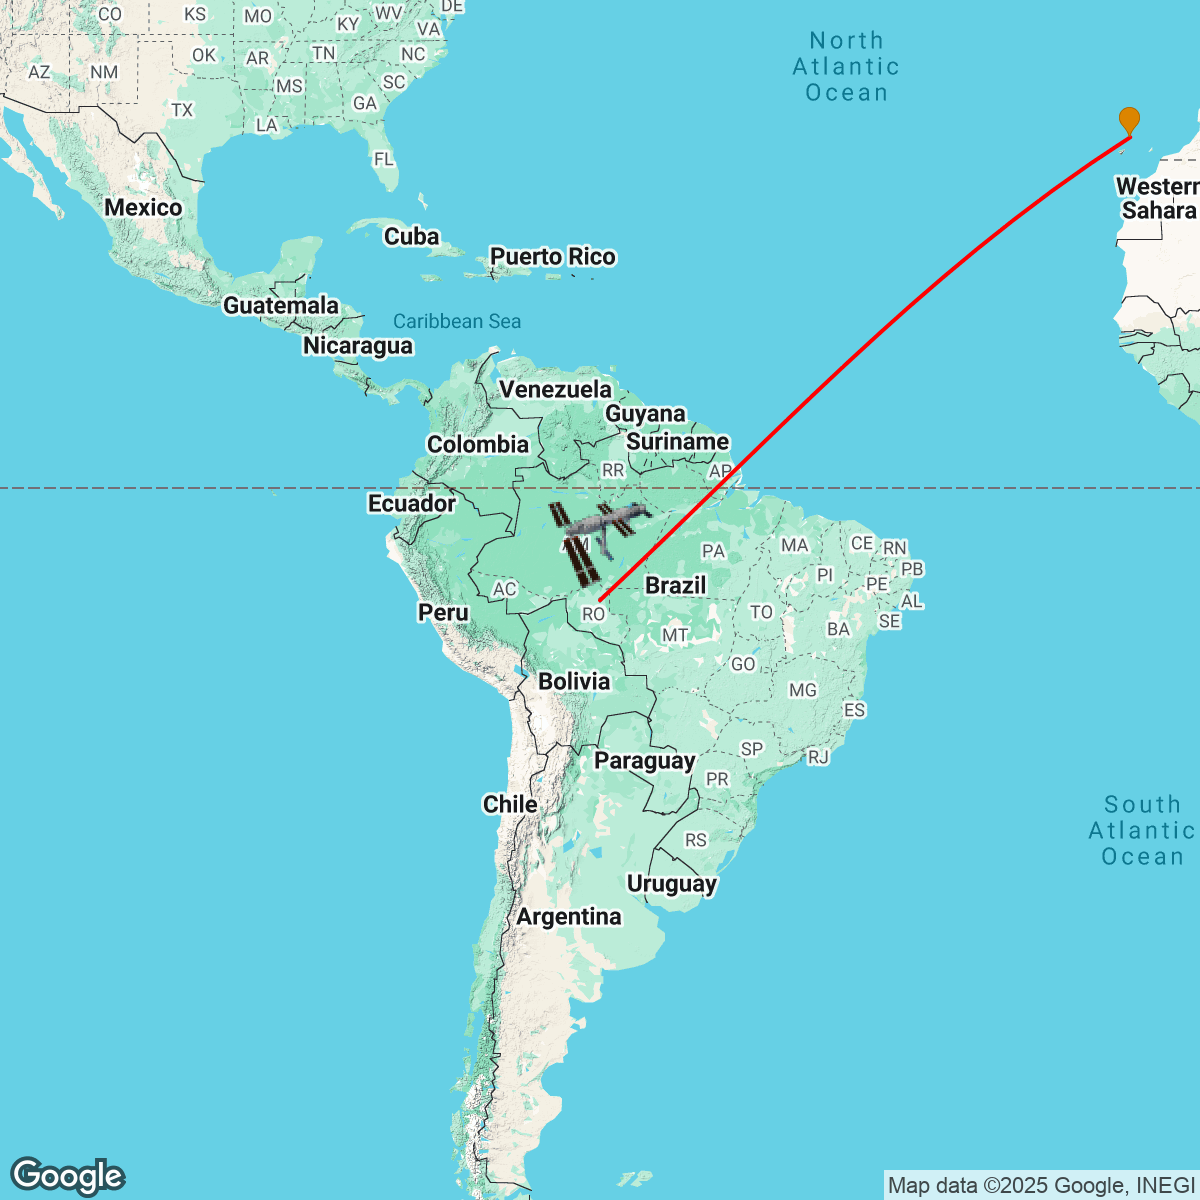 CO
KS
MO
KY
WV
DE
VA
OK
AR
TN
NC
AZ
NM
MS
SC
GA
TX
LA
FL
North
Atlantic
Ocean
Mexico
Cuba
Puerto Rico
Western
Sahara
Guatemala
Caribbean Sea
Nicaragua
Venezuela
Guyana
Colombia
Suriname
RR
AP
Ecuador
PA
MA
CE
RN
PI
PE
PB
AC
Brazil
AL
Peru
RO
TO
BA
SE
MT
GO
Bolivia
MG
ES
SP
RJ
Paraguay
PR
Chile
South
Atlantic
Ocean
RS
Uruguay
Argentina
Google
Map data ©2025 Google, INEGI